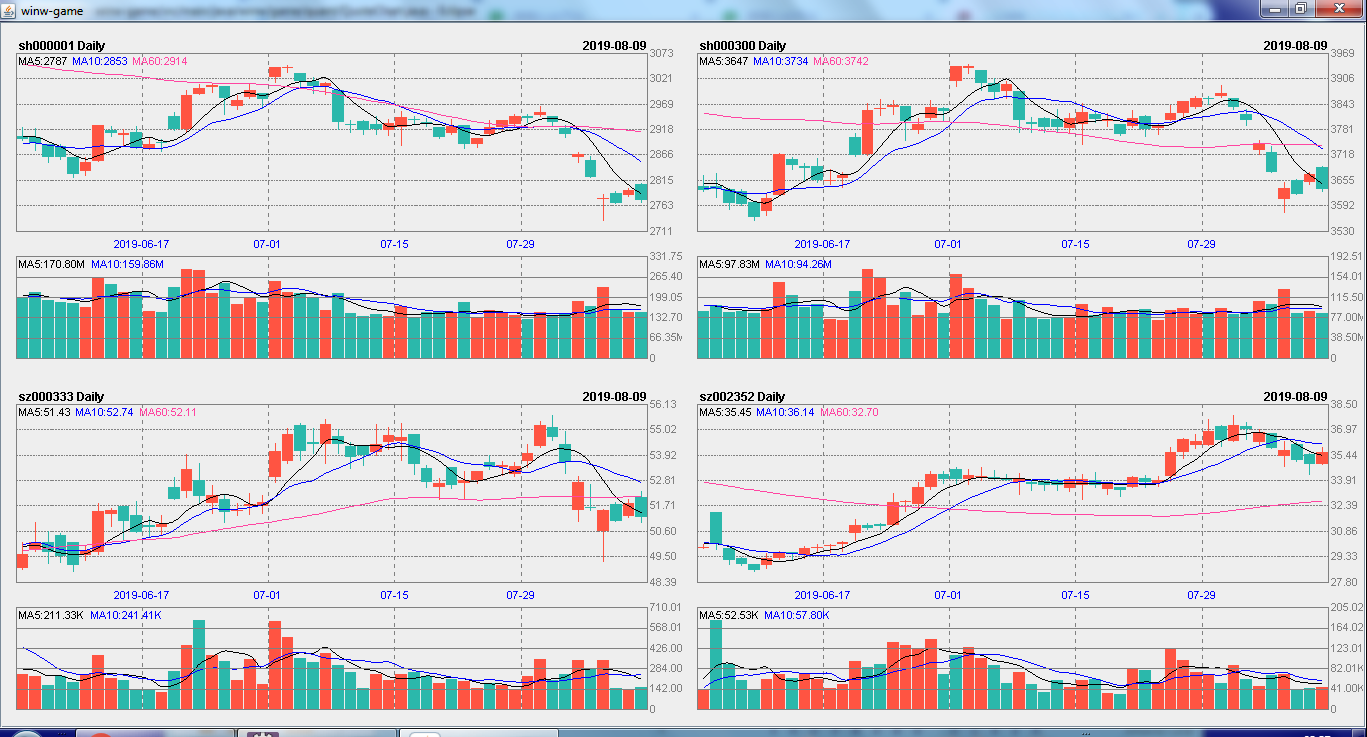 winw-game
sh000001 Daily 2019-08-09
MA5:2787 MA10:2853 MA60:2914
3073
3021
2969
2918
2866
2815
2763
2711
2019-06-17 07-01 07-15 07-29
MA5:170.80M MA10:159.86M
331.75
265.40
199.05
132.70
66.35M
0
sh000300 Daily 2019-08-09
MA5:3647 MA10:3734 MA60:3742
3969
3906
3843
3781
3718
3655
3592
3530
2019-06-17 07-01 07-15 07-29
MA5:97.83M MA10:94.26M
192.51
154.01
115.50
77.00M
38.50M
0
sz000333 Daily 2019-08-09
MA5:51.43 MA10:52.74 MA60:52.11
56.13
55.02
53.92
52.81
51.71
50.60
49.50
48.39
2019-06-17 07-01 07-15 07-29
MA5:211.33K MA10:241.41K
710.01
568.01
426.00
284.00
142.00
0
sz002352 Daily 2019-08-09
MA5:35.45 MA10:36.14 MA60:32.70
38.50
36.97
35.44
33.91
32.39
30.86
29.33
27.80
2019-06-17 07-01 07-15 07-29
MA5:52.53K MA10:57.80K
205.02
164.02
123.01
82.01K
41.00K
0